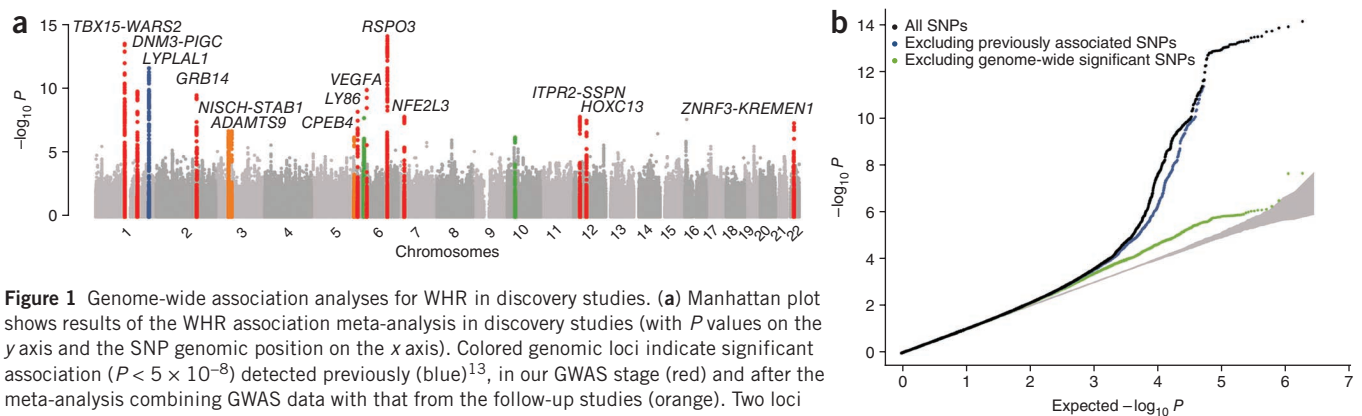 a
15
10
5
0
−log10 P
TBX15-WARS2
DNM3-PIGC
LYPLAL1
GRB14
NISCH-STAB1
ADAMTS9
CPEB4
LY86
VEGFA
RSPO3
NFE2L3
ITPR2-SSPN
HOXC13
ZNRF3-KREMEN1
1 2 3 4 5 6 7 8 9 10 11 12 13 14 15 16 17 18 19 20 21 22
Chromosomes
b
14
12
10
8
6
4
2
0
−log10 P
All SNPs
Excluding previously associated SNPs
Excluding genome-wide significant SNPs
0 1 2 3 4 5 6 7
Expected −log10 P
Figure 1 Genome-wide association analyses for WHR in discovery studies. (a) Manhattan plot
shows results of the WHR association meta-analysis in discovery studies (with P values on the
y axis and the SNP genomic position on the x axis). Colored genomic loci indicate significant
association (P < 5 × 10−8) detected previously (blue)13, in our GWAS stage (red) and after the
meta-analysis combining GWAS data with that from the follow-up studies (orange). Two loci